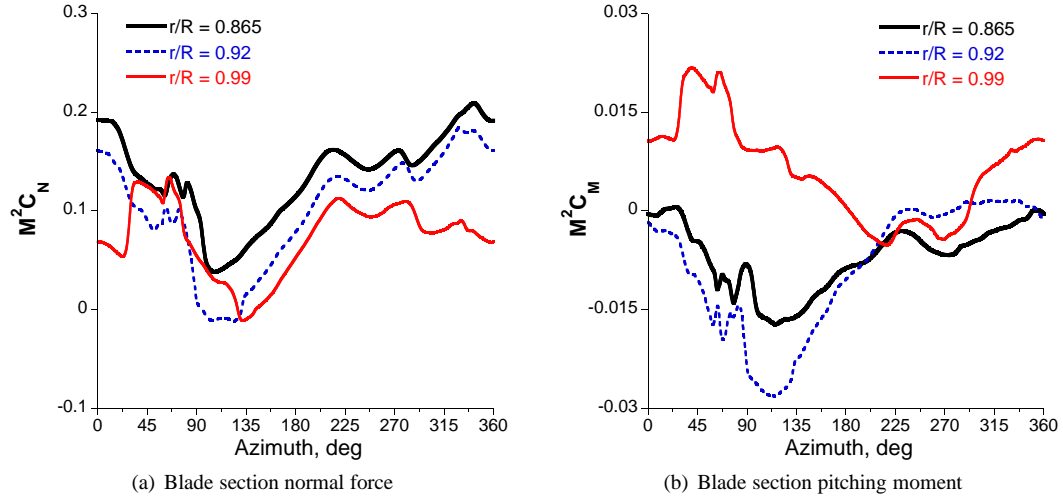 0.3
0.2
0.1
0
-0.1
M²C_N
r/R = 0.865
r/R = 0.92
r/R = 0.99
0 45 90 135 180 225 270 315 360
Azimuth, deg
(a) Blade section normal force
0.03
0.015
0
-0.015
-0.03
M²C_M
r/R = 0.865
r/R = 0.92
r/R = 0.99
0 45 90 135 180 225 270 315 360
Azimuth, deg
(b) Blade section pitching moment